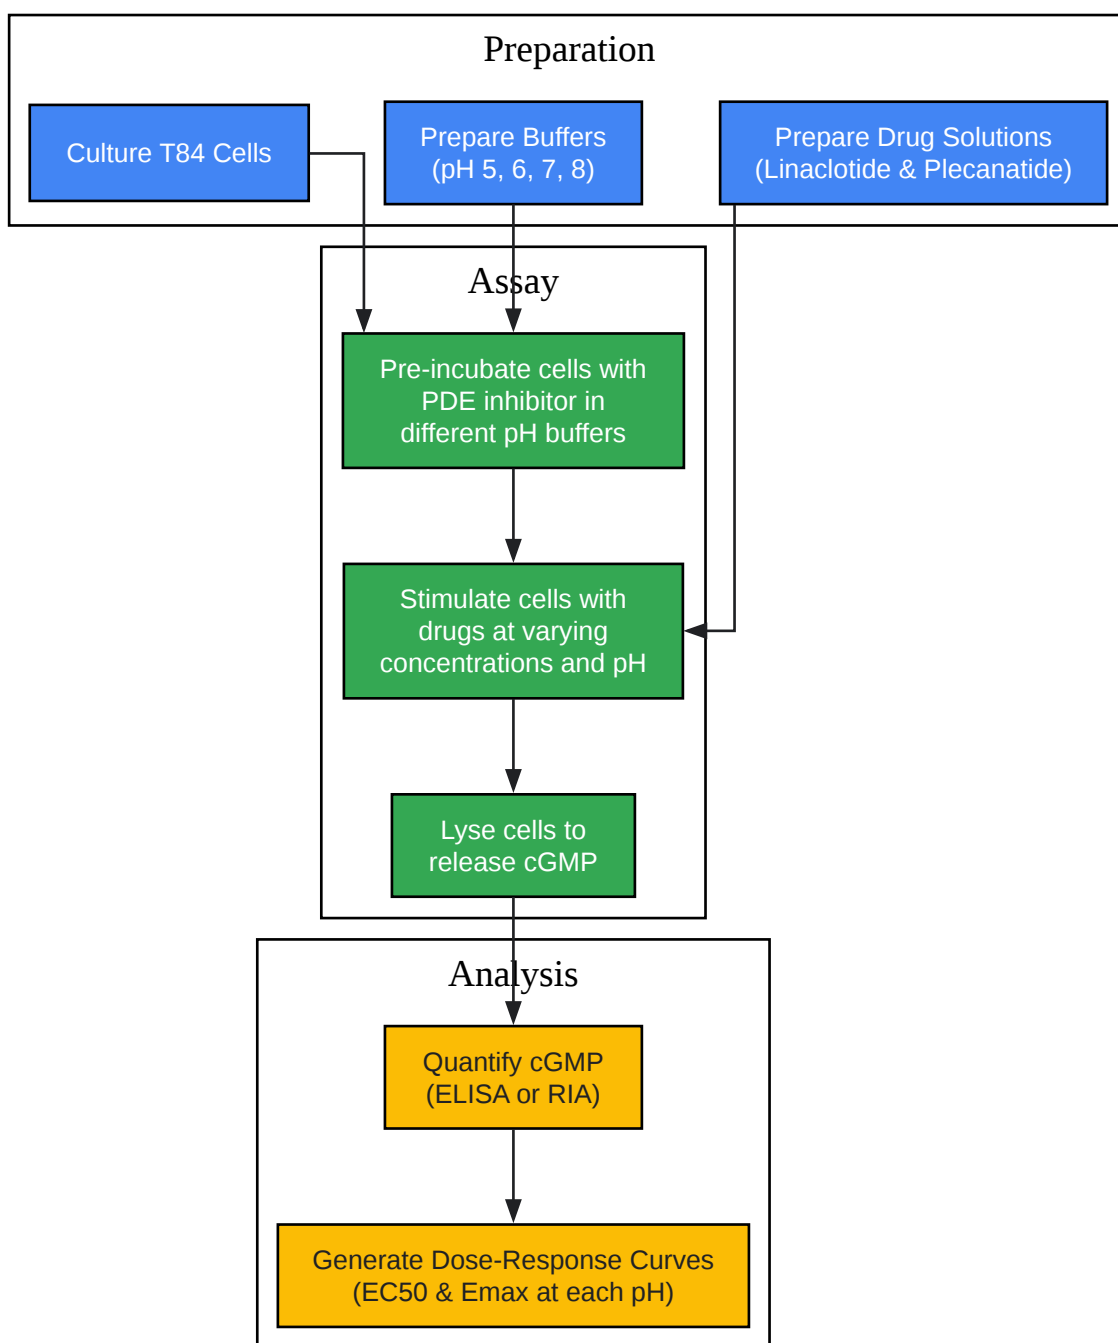 Preparation
Culture T84 Cells
Prepare Buffers
(pH 5, 6, 7, 8)
Prepare Drug Solutions
(Linaclotide & Plecanatide)
Assay
Pre-incubate cells with
PDE inhibitor in
different pH buffers
Stimulate cells with
drugs at varying
concentrations and pH
Lyse cells to
release cGMP
Analysis
Quantify cGMP
(ELISA or RIA)
Generate Dose-Response Curves
(EC50 & Emax at each pH)